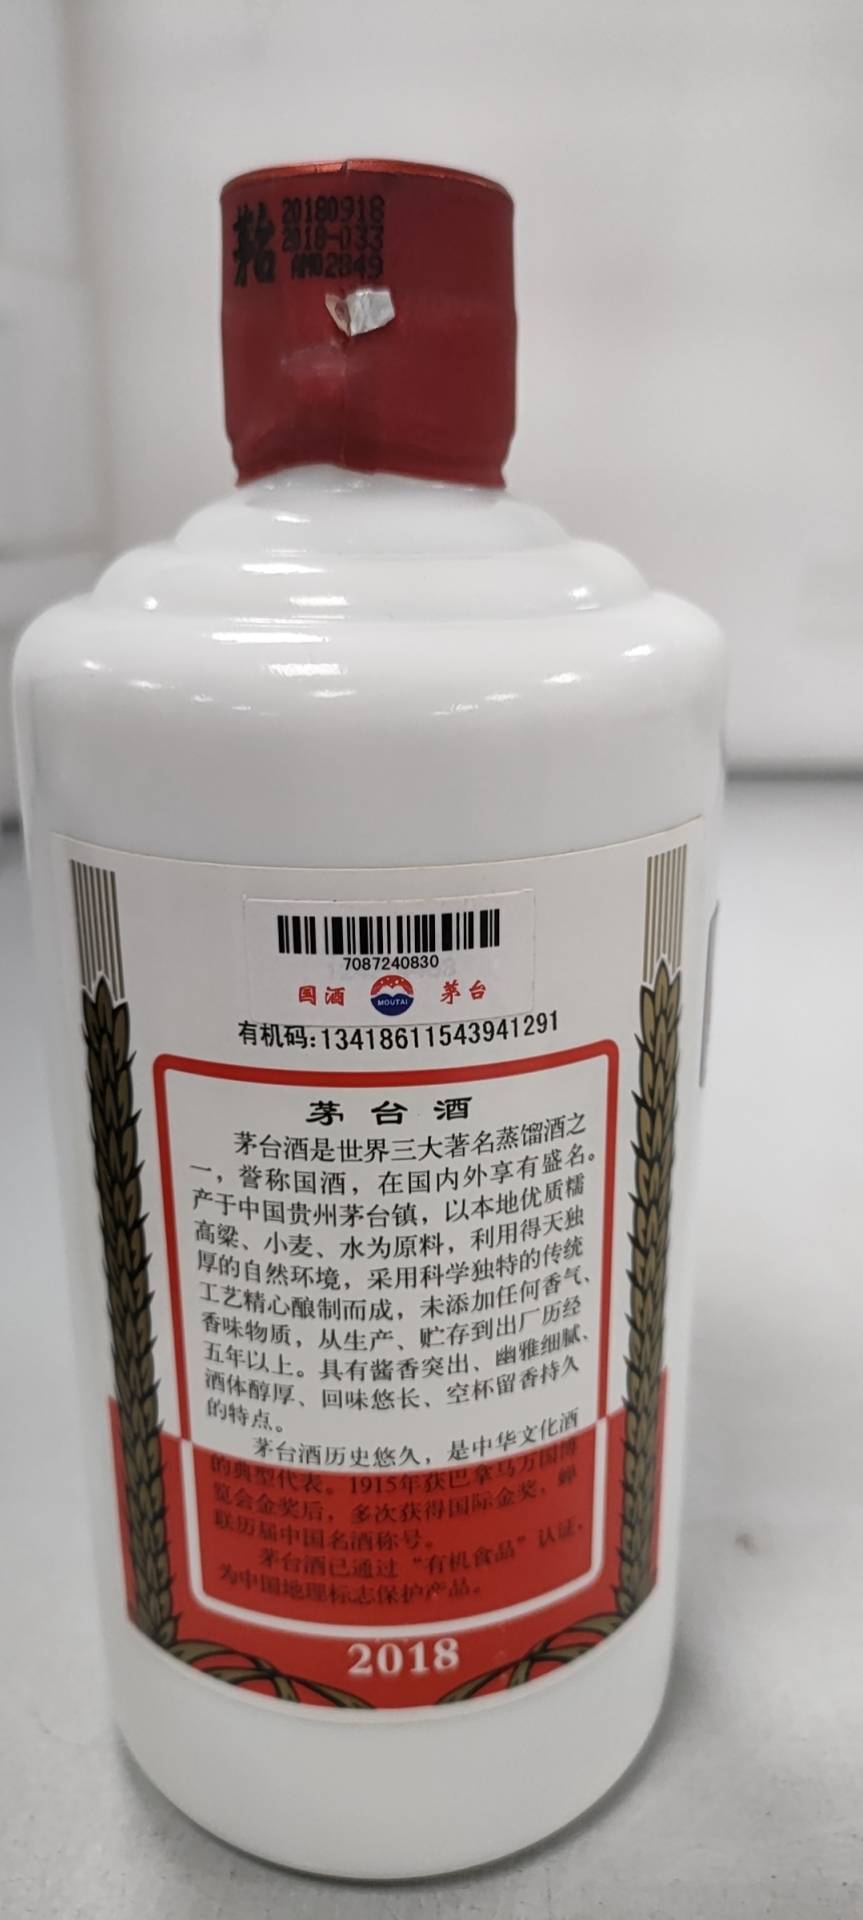 茅台
20180918
2018-033
7087240830
国酒
MOUTAI
茅台
有机码:13418611543941291
茅台酒
茅台酒是世界三大著名蒸馏酒之
一，誉称国酒，在国内外享有盛名。
产于中国贵州茅台镇，以本地优质糯
高粱、小麦、水为原料，利用得天独
厚的自然环境，采用科学独特的传统
工艺精心酿制而成，未添加任何香气、
香味物质，从生产、贮存到出厂历经
五年以上。具有酱香突出、幽雅细腻、
酒体醇厚、回味悠长、空杯留香持久
的特点。
茅台酒历史悠久，是中华文化酒
的典型代表。1915年获巴拿马万国博
览会金奖后，多次获得国际金奖，蝉
联历届中国名酒称号。
茅台酒已通过“有机食品”认证，
为中国地理标志保护产品。
2018